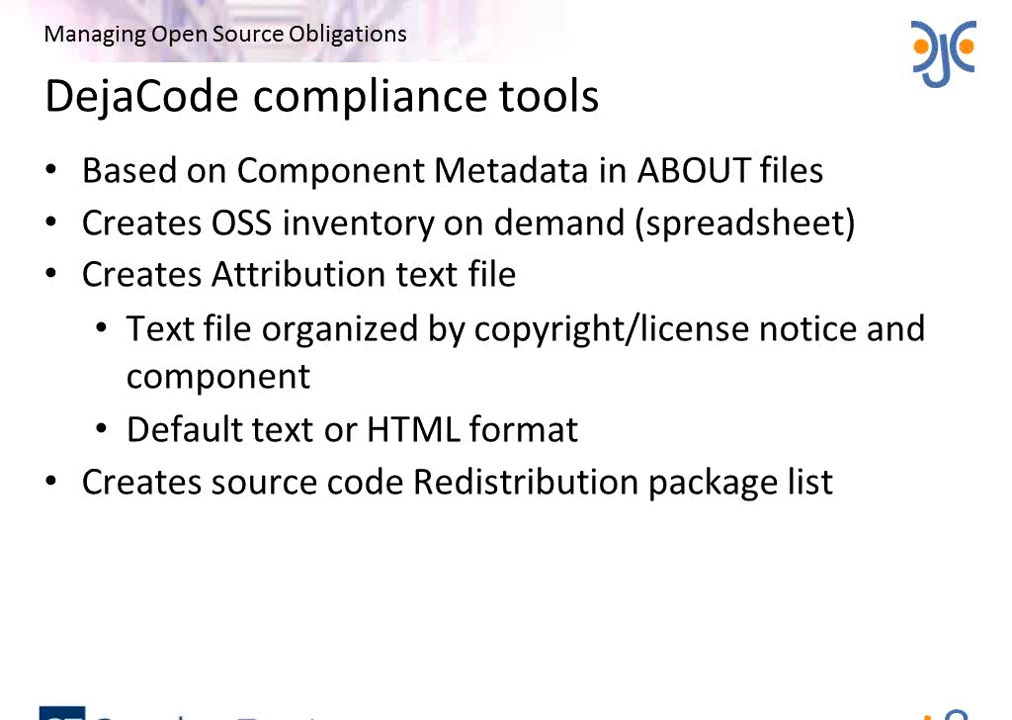 Managing Open Source Obligations
DejaCode compliance tools
• Based on Component Metadata in ABOUT files
• Creates OSS inventory on demand (spreadsheet)
• Creates Attribution text file
• Text file organized by copyright/license notice and
component
• Default text or HTML format
• Creates source code Redistribution package list